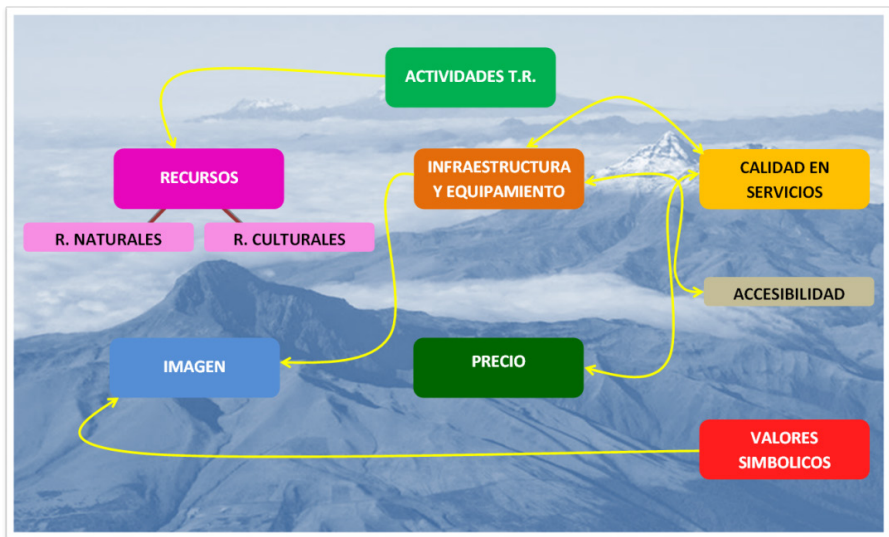 ACTIVIDADES T.R.
RECURSOS
INFRAESTRUCTURA
Y EQUIPAMIENTO
CALIDAD EN
SERVICIOS
R. NATURALES
R. CULTURALES
ACCESIBILIDAD
IMAGEN
PRECIO
VALORES
SIMBOLICOS